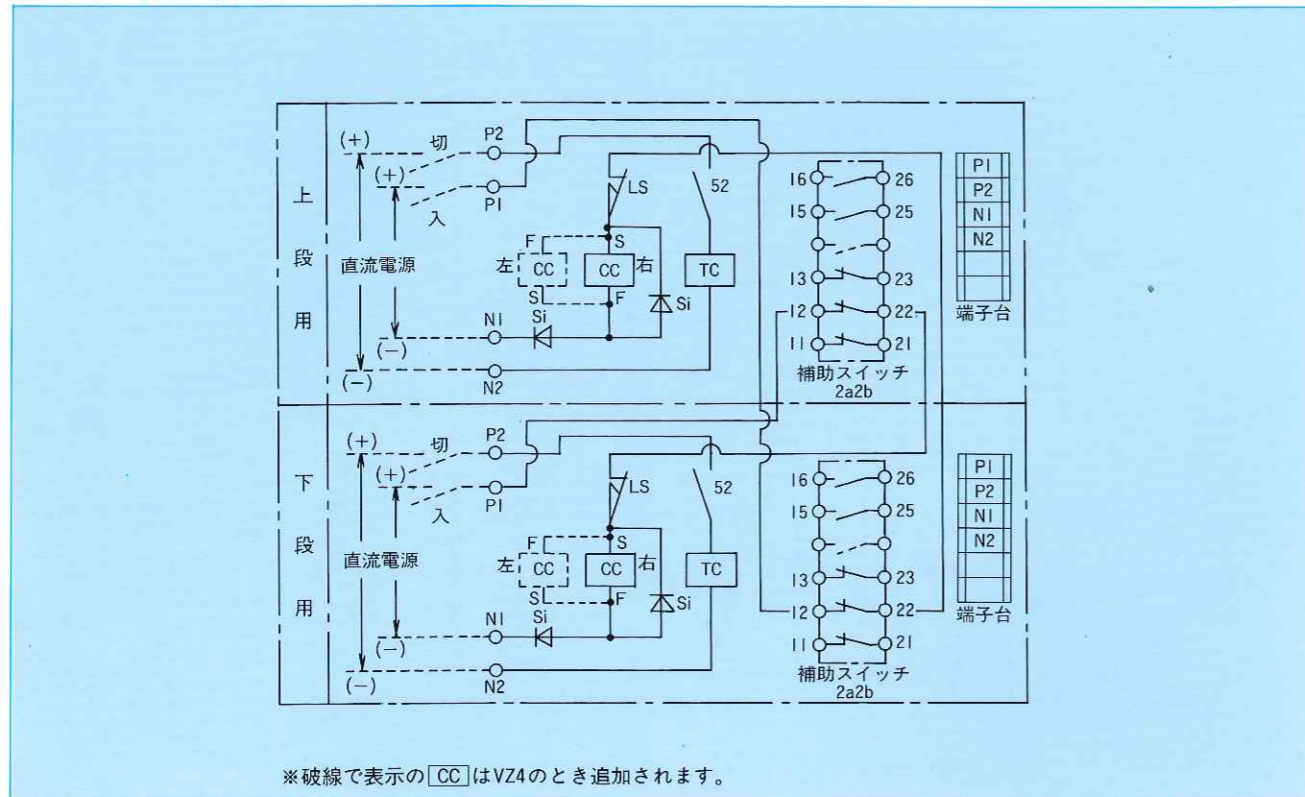 上段用
(+)
切
P2
(+)
P1
入
直流電源
LS
52
F
S
左
CC
CC
右
TC
S
F
Si
N1
Si
(−)
(−)
N2
16
26
15
25
13
23
12
22
11
21
補助スイッチ
2a2b
P1
P2
N1
N2
端子台
下段用
(+)
切
P2
(+)
P1
入
直流電源
LS
52
F
S
左
CC
CC
右
TC
S
F
Si
N1
Si
(−)
(−)
N2
16
26
15
25
13
23
12
22
11
21
補助スイッチ
2a2b
P1
P2
N1
N2
端子台
※破線で表示のCCはVZ4のとき追加されます。